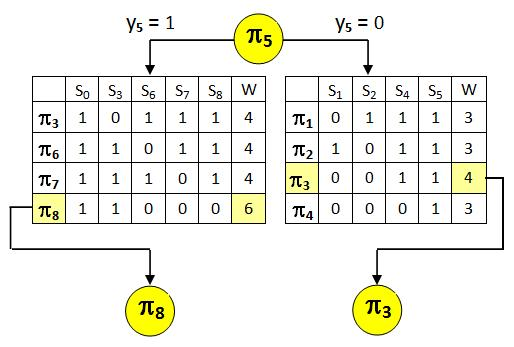 y₅ = 1 π₅ y₅ = 0
S₀ S₃ S₆ S₇ S₈ W
π₃ 1 0 1 1 1 4
π₆ 1 1 0 1 1 4
π₇ 1 1 1 0 1 4
π₈ 1 1 0 0 0 6
S₁ S₂ S₄ S₅ W
π₁ 0 1 1 1 3
π₂ 1 0 1 1 3
π₃ 0 0 1 1 4
π₄ 0 0 0 1 3
π₈ π₃